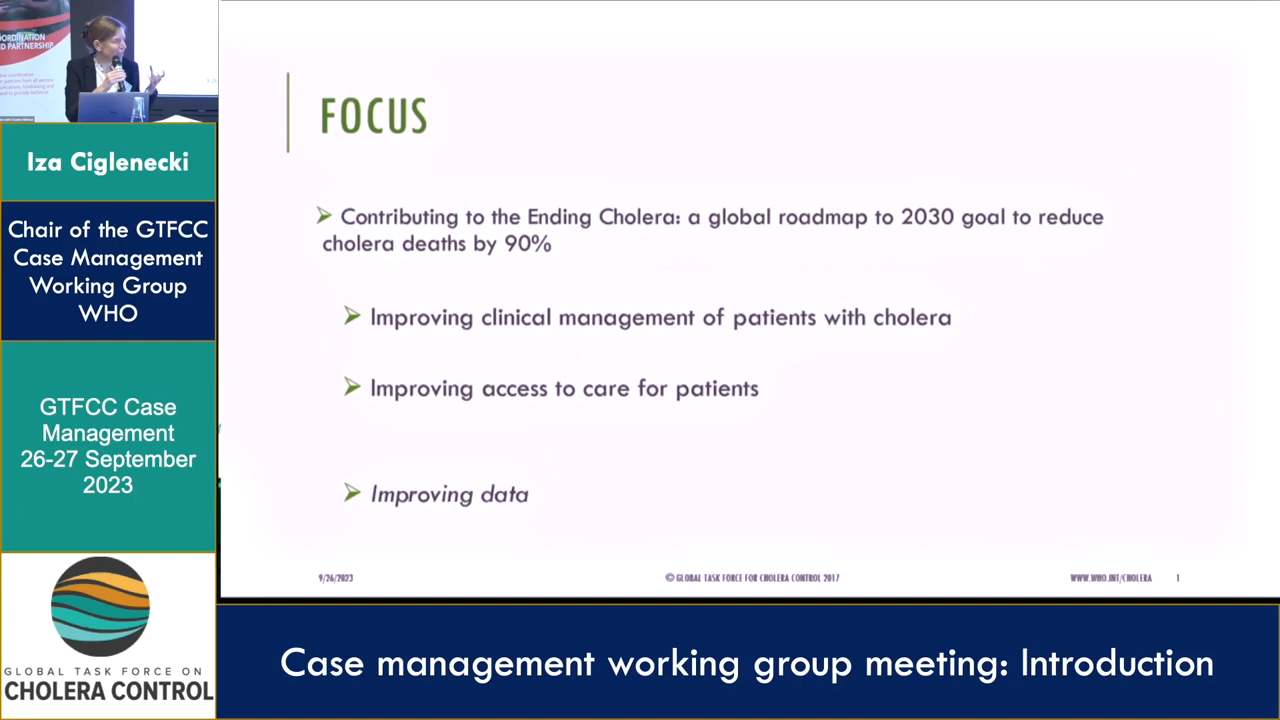 ORDINATION
D PARTNERSHIP
Iza Ciglenecki
Chair of the GTFCC
Case Management
Working Group
WHO
GTFCC Case
Management
26-27 September
2023
GLOBAL TASK FORCE ON
CHOLERA CONTROL
FOCUS
Contributing to the Ending Cholera: a global roadmap to 2030 goal to reduce
cholera deaths by 90%
Improving clinical management of patients with cholera
Improving access to care for patients
Improving data
9/26/2023
© GLOBAL TASK FORCE FOR CHOLERA CONTROL 2017
WWW.WHO.INT/CHOLERA
1
Case management working group meeting: Introduction